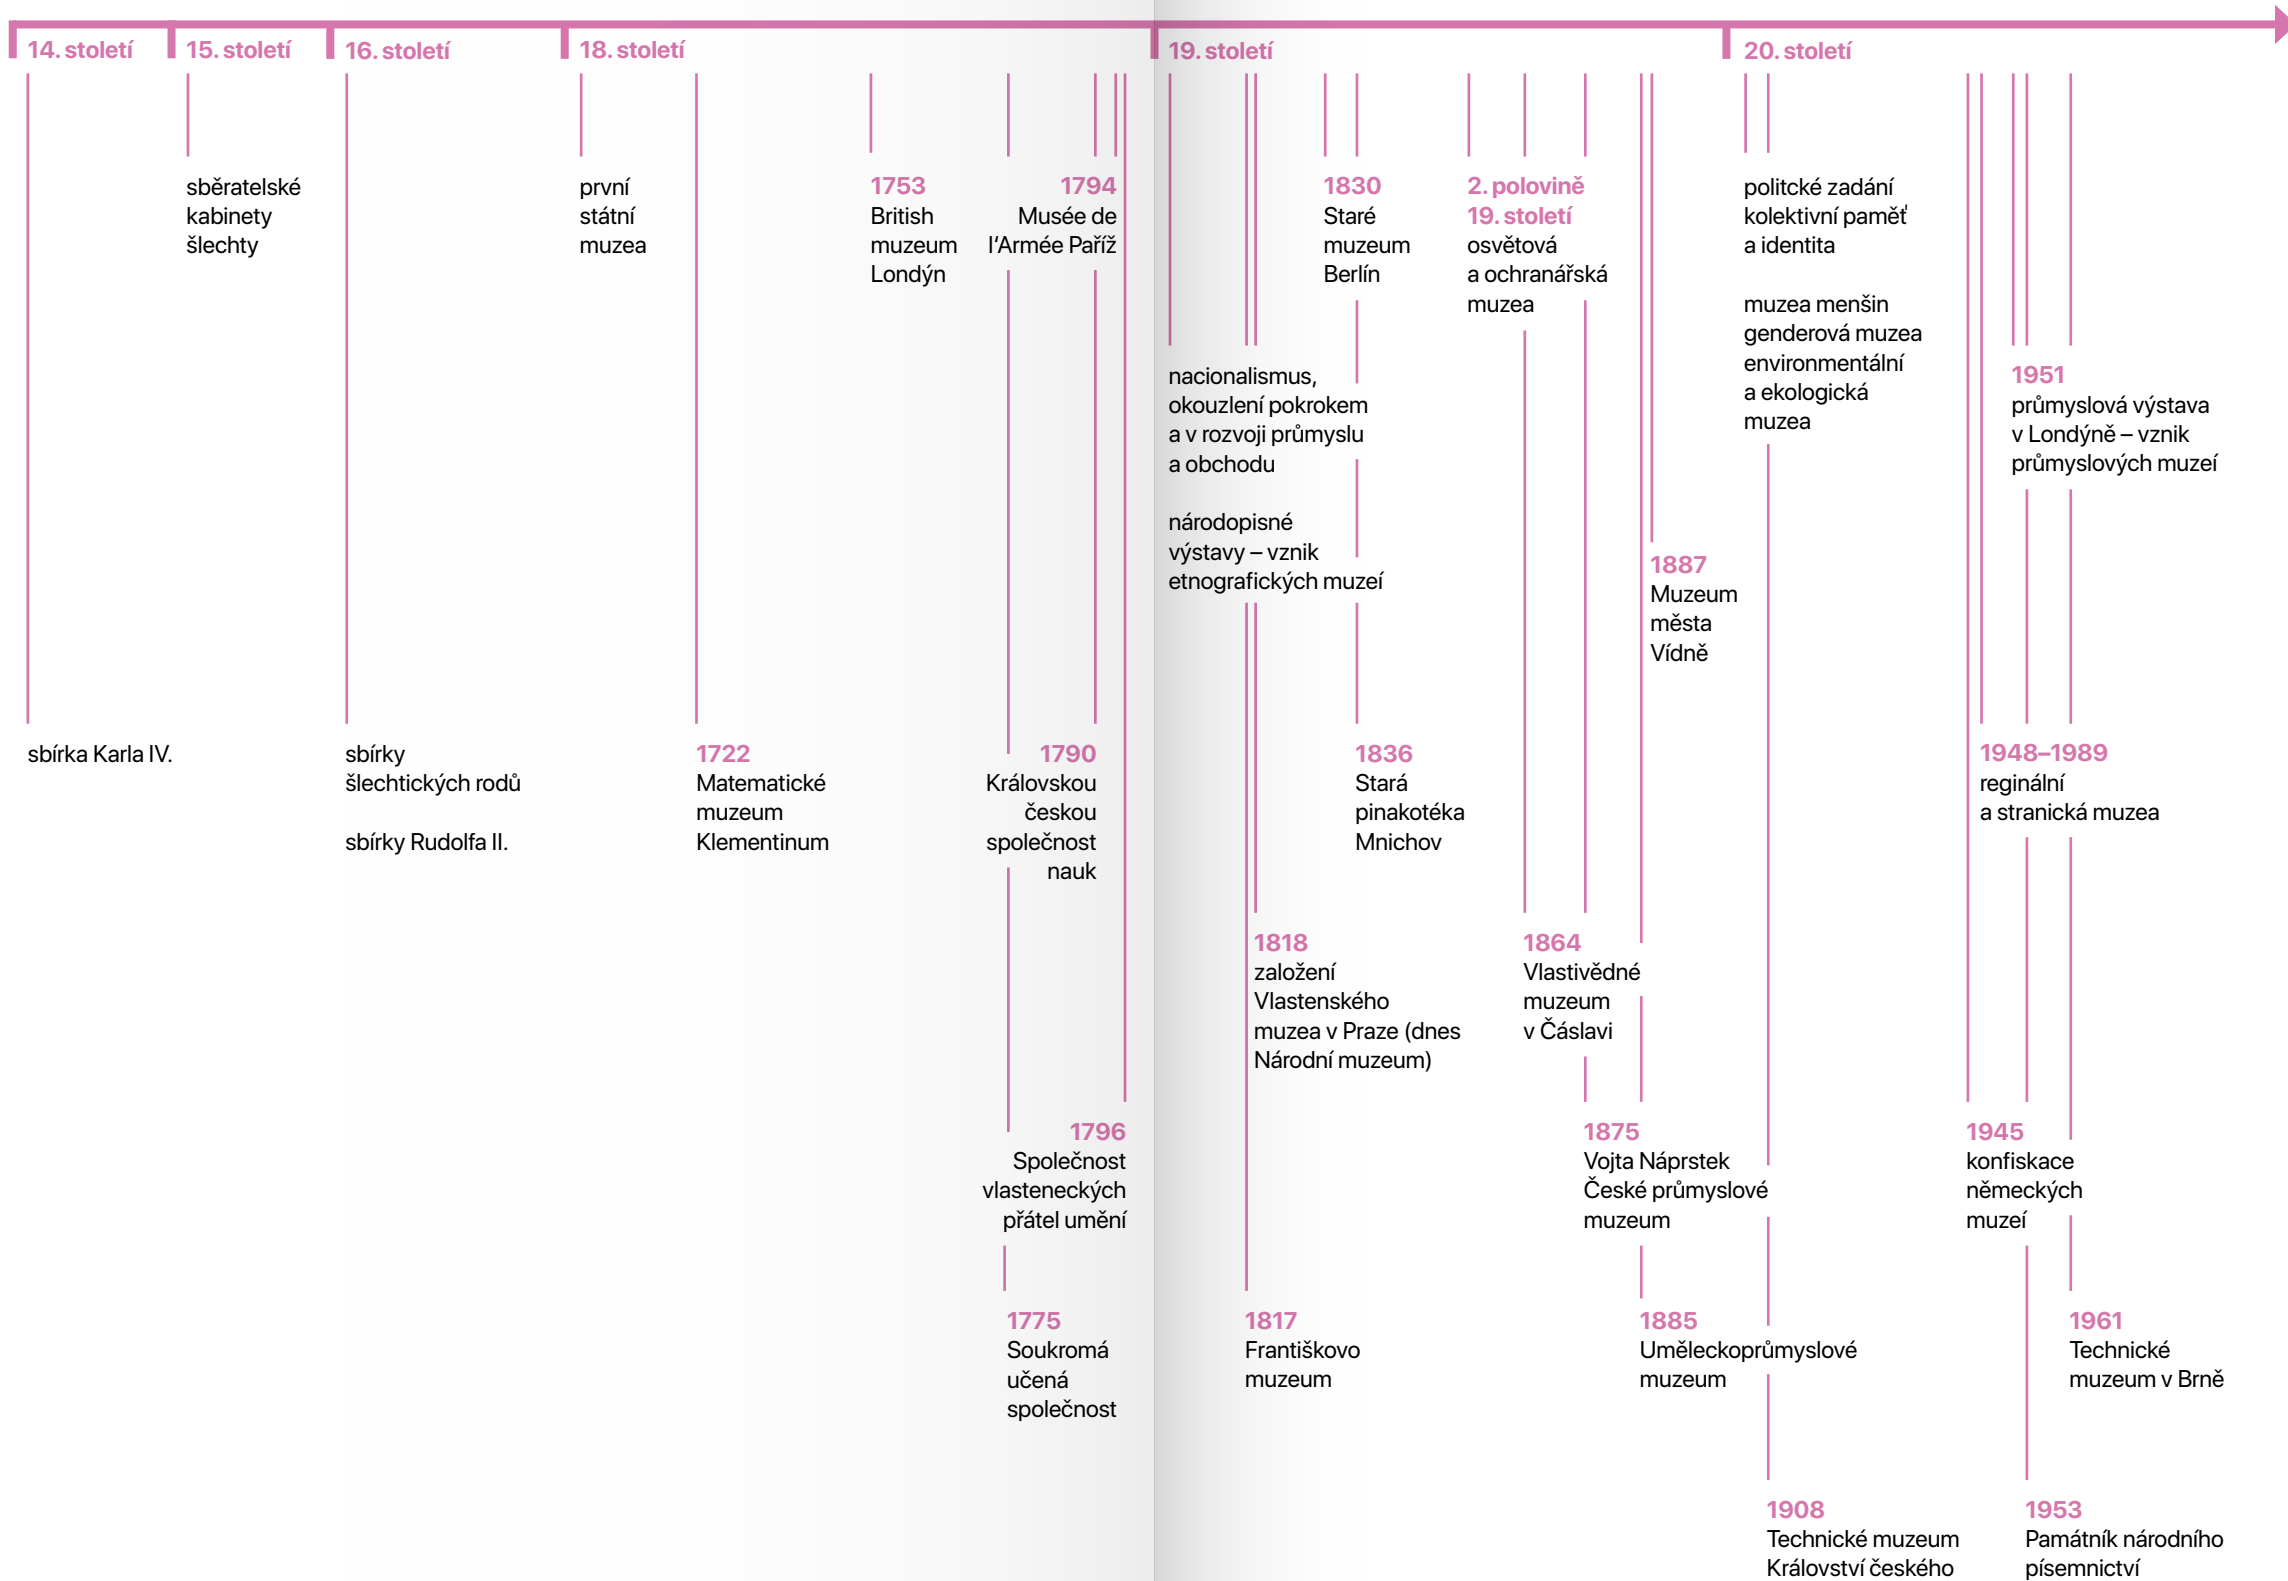 14. století
15. století
16. století
18. století
19. století
20. století
sběratelské
kabinety
šlechty
první
státní
muzea
1753
British
muzeum
Londýn
1794
Musée de
l‘Armée Paříž
1830
Staré
muzeum
Berlín
2. polovině
19. století
osvětová
a ochranářská
muzea
politcké zadání
kolektivní paměť
a identita
muzea menšin
genderová muzea
environmentální
a ekologická
muzea
nacionalismus,
okouzlení pokrokem
a v rozvoji průmyslu
a obchodu
národopisné
výstavy – vznik
etnografických muzeí
1951
průmyslová výstava
v Londýně – vznik
průmyslových muzeí
1887
Muzeum
města
Vídně
sbírka Karla IV.
sbírky
šlechtických rodů
sbírky Rudolfa II.
1722
Matematické
muzeum
Klementinum
1790
Královskou
českou
společnost
nauk
1836
Stará
pinakotéka
Mnichov
1948–1989
reginální
a stranická muzea
1818
založení
Vlastenského
muzea v Praze (dnes
Národní muzeum)
1864
Vlastivědné
muzeum
v Čáslavi
1796
Společnost
vlasteneckých
přátel umění
1875
Vojta Náprstek
České průmyslové
muzeum
1945
konfiskace
německých
muzeí
1775
Soukromá
učená
společnost
1817
Františkovo
muzeum
1885
Uměleckoprůmyslové
muzeum
1961
Technické
muzeum v Brně
1908
Technické muzeum
Království českého
1953
Památník národního
písemnictví